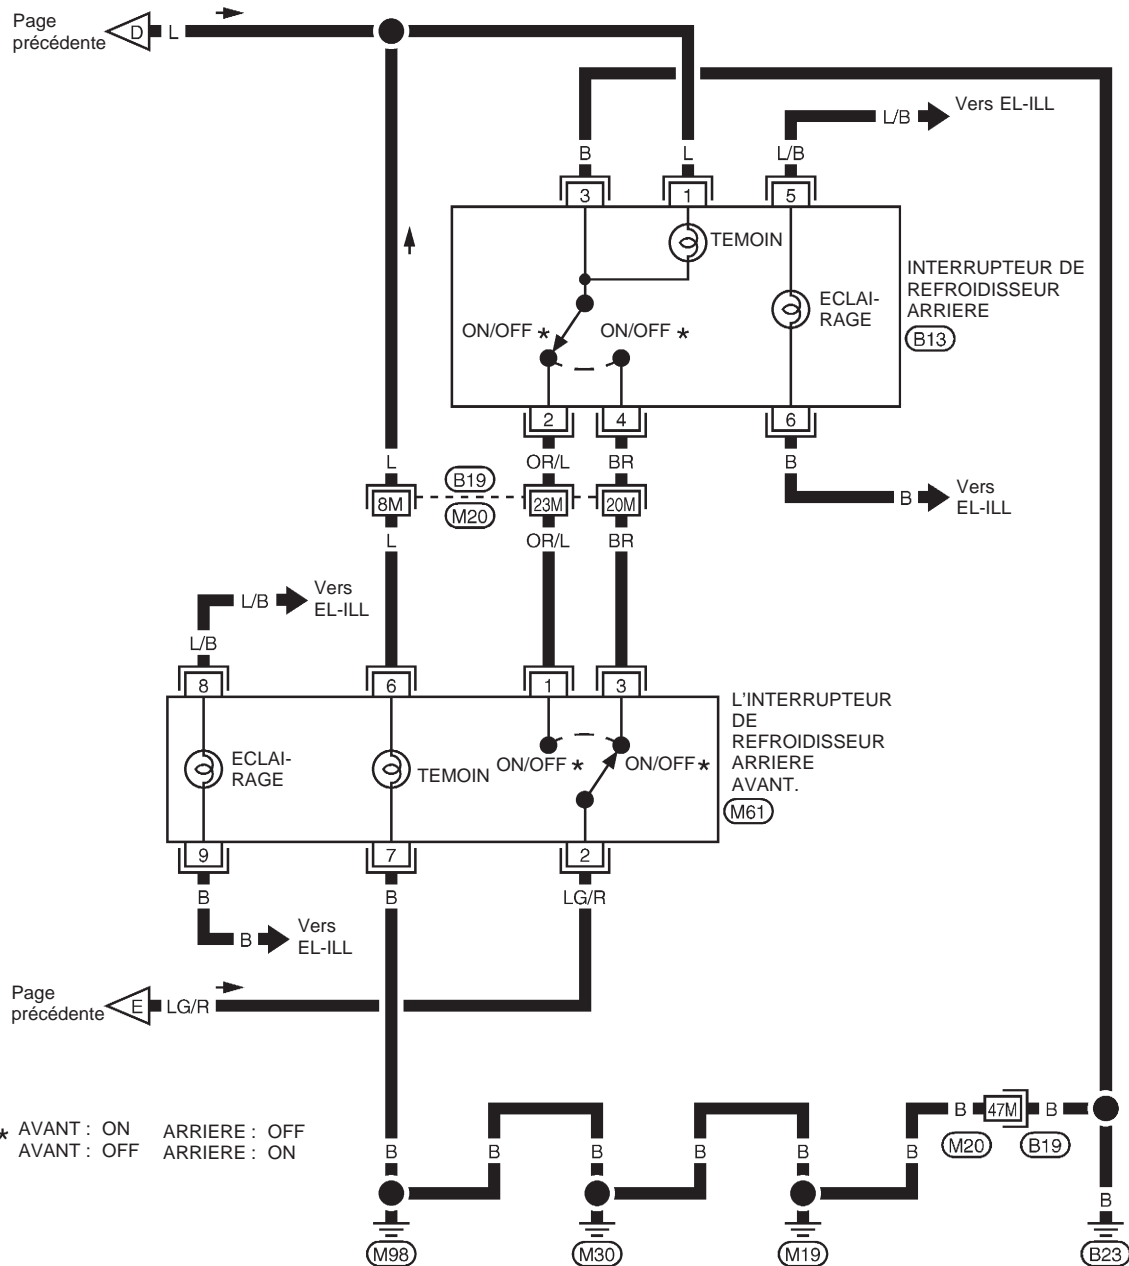 Page
précédente
D
L
B
L
L/B
L/B
Vers EL-ILL
3
1
5
TEMOIN
ECLAI-
RAGE
INTERRUPTEUR DE
REFROIDISSEUR
ARRIERE
B13
ON/OFF *
ON/OFF *
2
4
6
L
OR/L
BR
B
B
Vers
EL-ILL
8M
B19
M20
23M
20M
L
OR/L
BR
L/B
Vers
EL-ILL
L/B
8
6
1
3
ECLAI-
RAGE
TEMOIN
ON/OFF *
ON/OFF *
L'INTERRUPTEUR
DE
REFROIDISSEUR
ARRIERE
AVANT.
M61
9
7
2
B
B
LG/R
B
Vers
EL-ILL
Page
précédente
E
LG/R
* AVANT : ON ARRIERE : OFF
AVANT : OFF ARRIERE : ON
B
47M
B
M20
B19
B
B
B
B
B
B
B
M98
M30
M19
B23